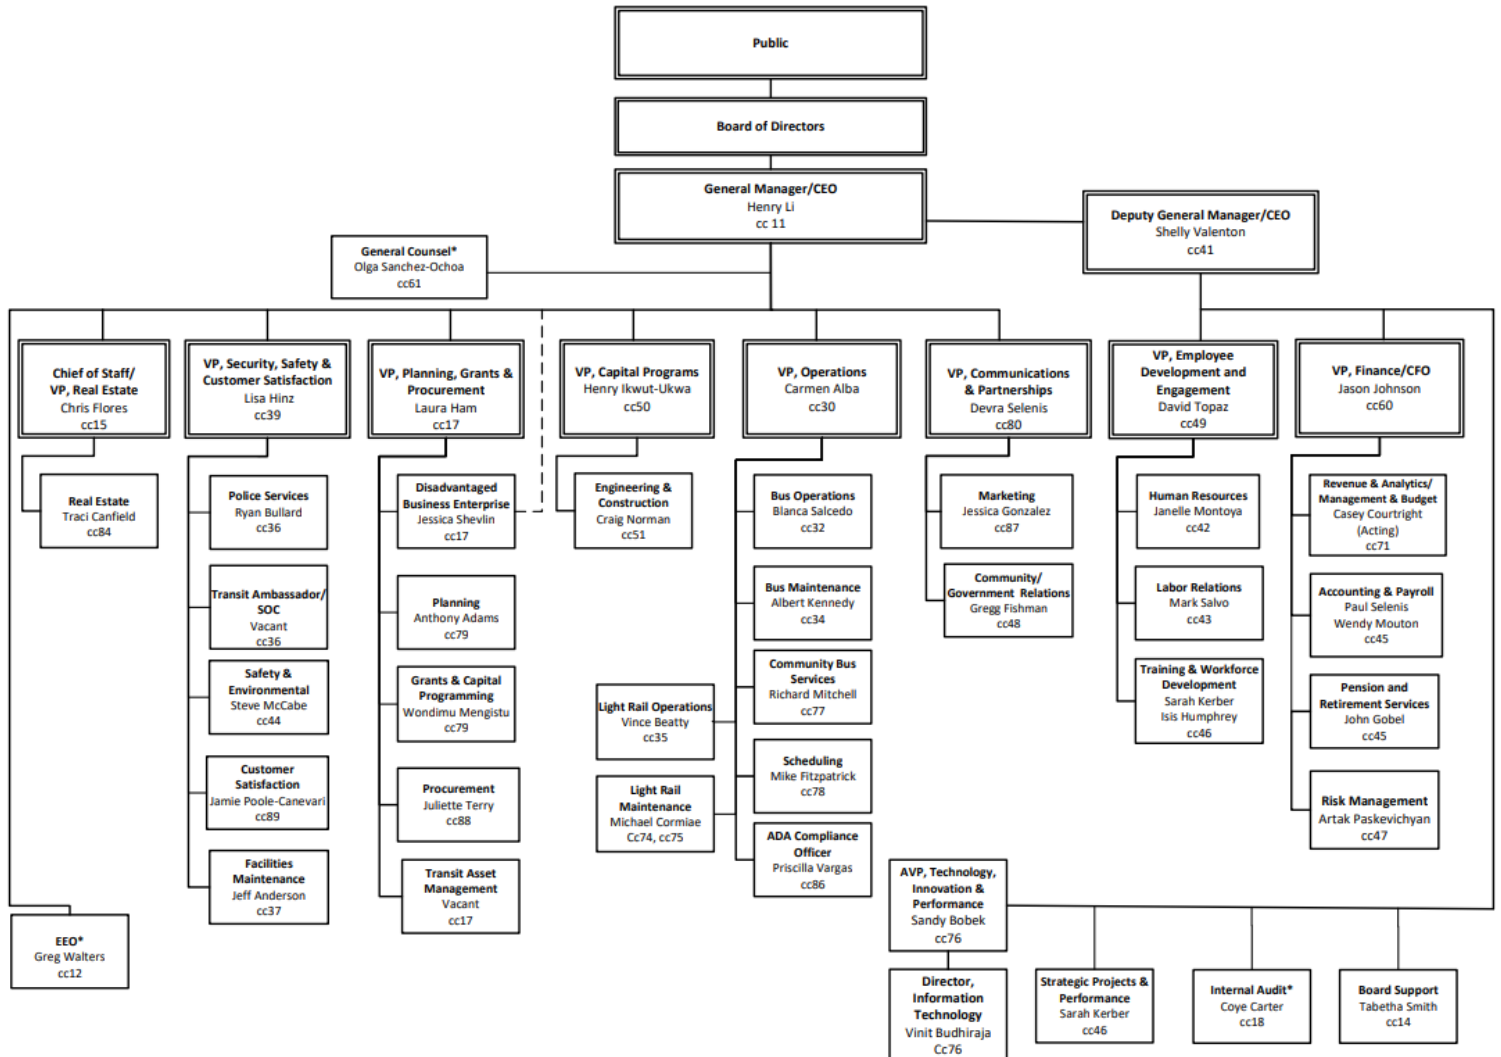 Public
Board of Directors
General Manager/CEO
Henry Li
cc 11
Deputy General Manager/CEO
Shelly Valenton
cc41
General Counsel*
Olga Sanchez-Ochoa
cc61
Chief of Staff/
VP, Real Estate
Chris Flores
cc15
VP, Security, Safety &
Customer Satisfaction
Lisa Hinz
cc39
VP, Planning, Grants &
Procurement
Laura Ham
cc17
VP, Capital Programs
Henry Ikwut-Ukwa
cc50
VP, Operations
Carmen Alba
cc30
VP, Communications
& Partnerships
Devra Selenis
cc80
VP, Employee
Development and
Engagement
David Topaz
cc49
VP, Finance/CFO
Jason Johnson
cc60
Real Estate
Traci Canfield
cc84
Police Services
Ryan Bullard
cc36
Transit Ambassador/
SOC
Vacant
cc36
Safety &
Environmental
Steve McCabe
cc44
Customer
Satisfaction
Jamie Poole-Canevari
cc89
Facilities
Maintenance
Jeff Anderson
cc37
Disadvantaged
Business Enterprise
Jessica Shevlin
cc17
Planning
Anthony Adams
cc79
Grants & Capital
Programming
Wondimu Mengistu
cc79
Procurement
Juliette Terry
cc88
Transit Asset
Management
Vacant
cc17
Engineering &
Construction
Craig Norman
cc51
Light Rail Operations
Vince Beatty
cc35
Light Rail
Maintenance
Michael Cormiae
Cc74, cc75
Bus Operations
Blanca Salcedo
cc32
Bus Maintenance
Albert Kennedy
cc34
Community Bus
Services
Richard Mitchell
cc77
Scheduling
Mike Fitzpatrick
cc78
ADA Compliance
Officer
Priscilla Vargas
cc86
Marketing
Jessica Gonzalez
cc87
Community/
Government Relations
Gregg Fishman
cc48
Human Resources
Janelle Montoya
cc42
Labor Relations
Mark Salvo
cc43
Training & Workforce
Development
Sarah Kerber
Isis Humphrey
cc46
Revenue & Analytics/
Management & Budget
Casey Courtright
(Acting)
cc71
Accounting & Payroll
Paul Selenis
Wendy Mouton
cc45
Pension and
Retirement Services
John Gobel
cc45
Risk Management
Artak Paskevichyan
cc47
EEO*
Greg Walters
cc12
AVP, Technology,
Innovation &
Performance
Sandy Bobek
cc76
Director,
Information
Technology
Vinit Budhiraja
Cc76
Strategic Projects &
Performance
Sarah Kerber
cc46
Internal Audit*
Coye Carter
cc18
Board Support
Tabetha Smith
cc14